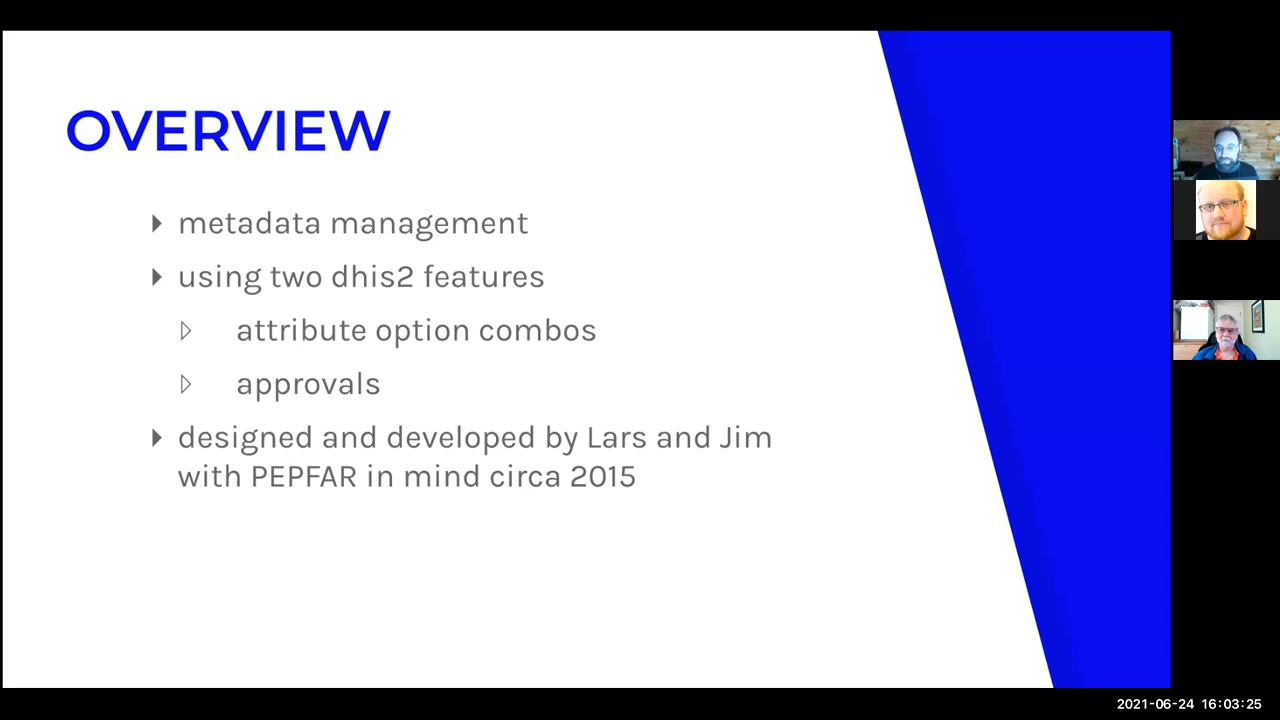 OVERVIEW
metadata management
using two dhis2 features
attribute option combos
approvals
designed and developed by Lars and Jim
with PEPFAR in mind circa 2015
2021-06-24 16:03:25